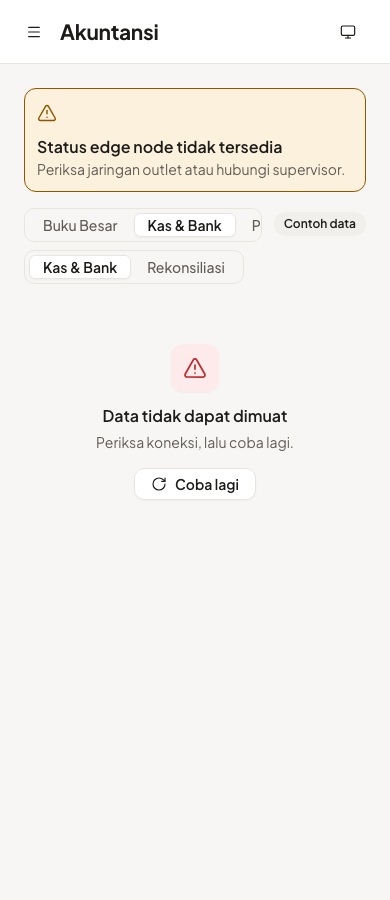 Akuntansi
Status edge node tidak tersedia
Periksa jaringan outlet atau hubungi supervisor.
Buku Besar Kas & Bank P Contoh data
Kas & Bank Rekonsiliasi
Data tidak dapat dimuat
Periksa koneksi, lalu coba lagi.
Coba lagi